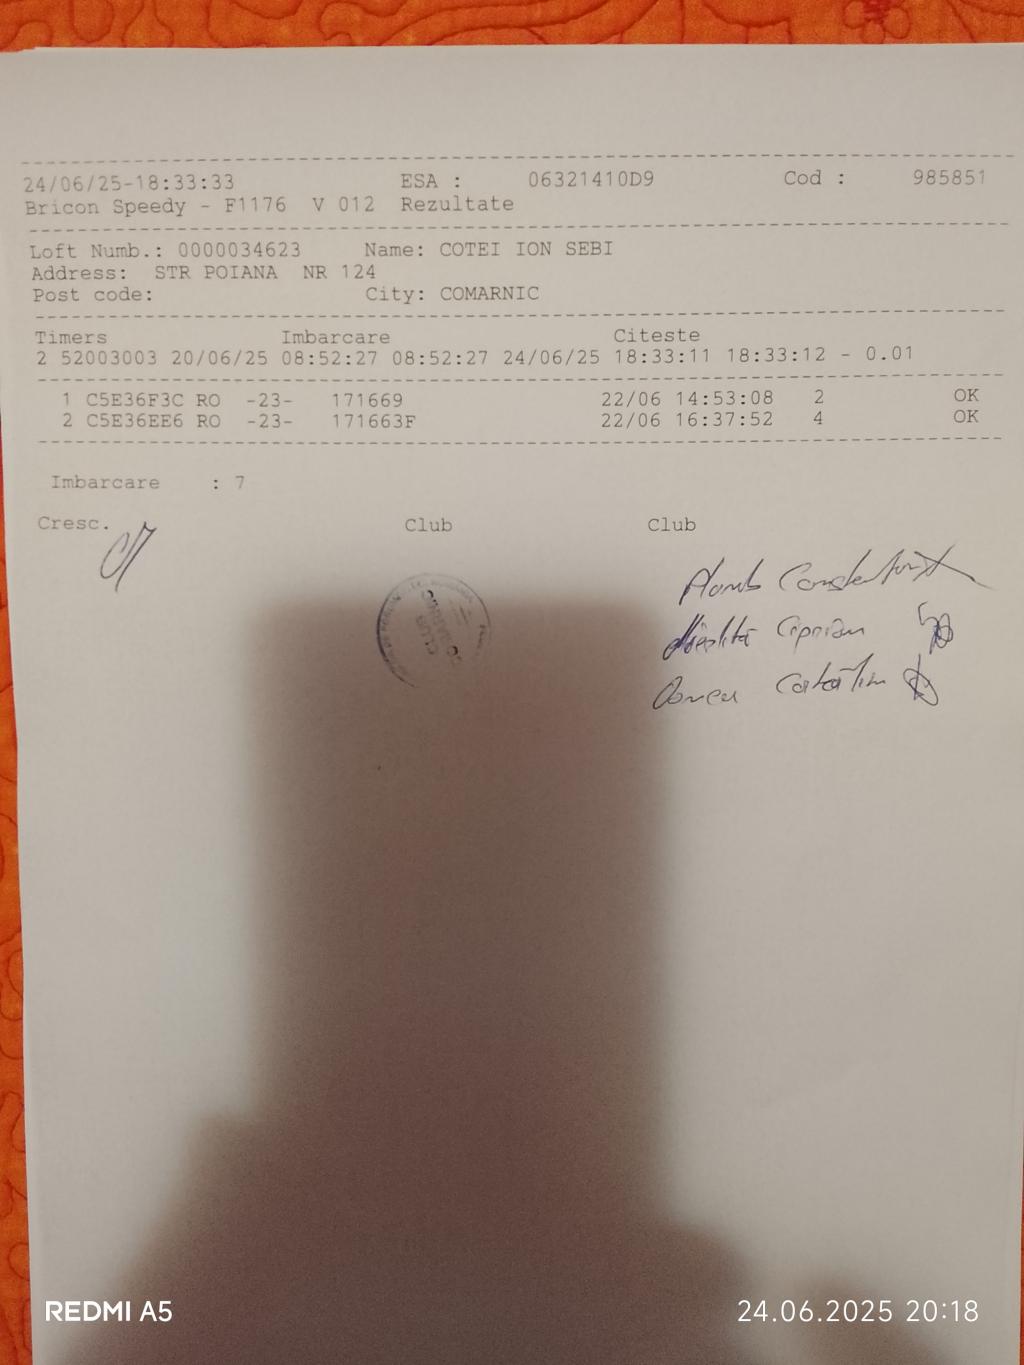 24/06/25-18:33:33 ESA : 06321410D9 Cod : 985851
Bricon Speedy - F1176 V 012 Rezultate
Loft Numb.: 0000034623 Name: COTEI ION SEBI
Address: STR POIANA NR 124
Post code: City: COMARNIC
Timers Imbarcare Citeste
2 52003003 20/06/25 08:52:27 08:52:27 24/06/25 18:33:11 18:33:12 - 0.01
1 C5E36F3C RO -23- 171669 22/06 14:53:08 2 OK
2 C5E36EE6 RO -23- 171663F 22/06 16:37:52 4 OK
Imbarcare : 7
Cresc. Club Club
CLUB
Ciprian
Catalin
REDMI A5 24.06.2025 20:18